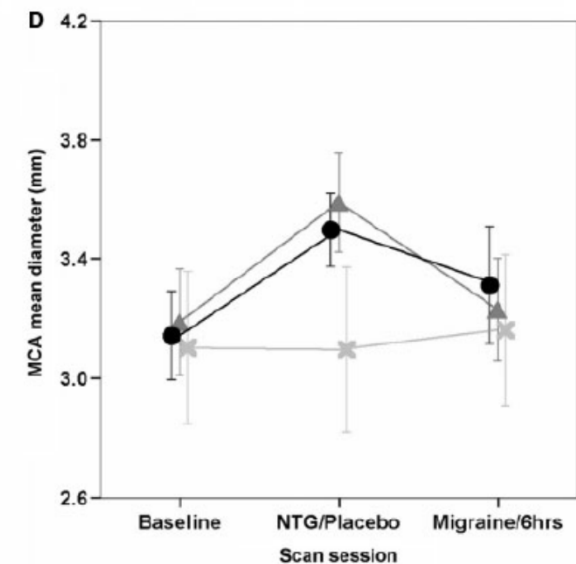 D
4.2
3.8
3.4
3.0
2.6
MCA mean diameter (mm)
Baseline NTG/Placebo Migraine/6hrs
Scan session